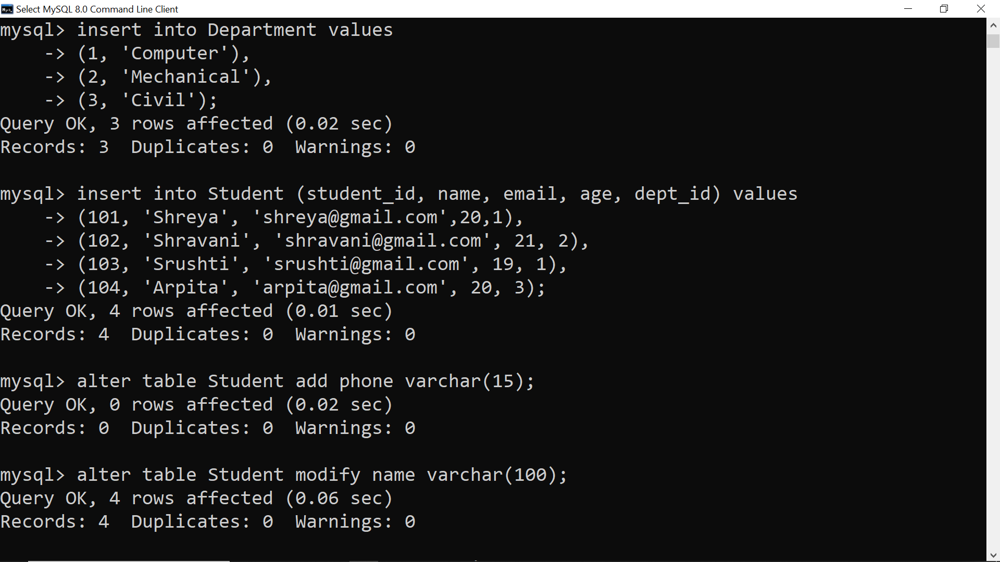 Select MySQL 8.0 Command Line Client
mysql> insert into Department values
    -> (1, 'Computer'),
    -> (2, 'Mechanical'),
    -> (3, 'Civil');
Query OK, 3 rows affected (0.02 sec)
Records: 3  Duplicates: 0  Warnings: 0

mysql> insert into Student (student_id, name, email, age, dept_id) values
    -> (101, 'Shreya', 'shreya@gmail.com',20,1),
    -> (102, 'Shravani', 'shravani@gmail.com', 21, 2),
    -> (103, 'Srushti', 'srushti@gmail.com', 19, 1),
    -> (104, 'Arpita', 'arpita@gmail.com', 20, 3);
Query OK, 4 rows affected (0.01 sec)
Records: 4  Duplicates: 0  Warnings: 0

mysql> alter table Student add phone varchar(15);
Query OK, 0 rows affected (0.02 sec)
Records: 0  Duplicates: 0  Warnings: 0

mysql> alter table Student modify name varchar(100);
Query OK, 4 rows affected (0.06 sec)
Records: 4  Duplicates: 0  Warnings: 0